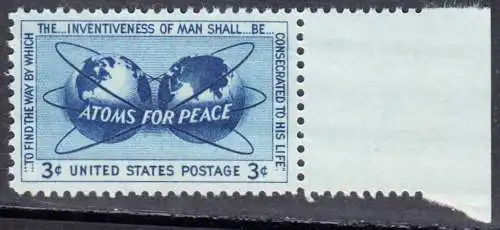 "TO FIND THE WAY BY WHICH
THE...INVENTIVENESS OF MAN SHALL...BE...
CONSECRATED TO HIS LIFE"
ATOMS FOR PEACE
3¢ UNITED STATES POSTAGE 3¢